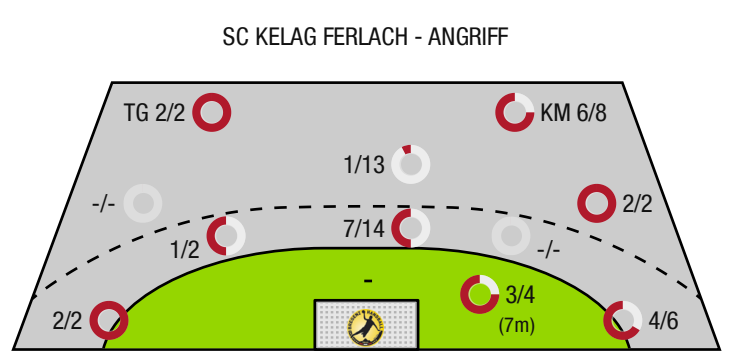 SC KELAG FERLACH - ANGRIFF
TG 2/2
KM 6/8
1/13
-/-
2/2
1/2
7/14
-/-
-
3/4
(7m)
2/2
4/6